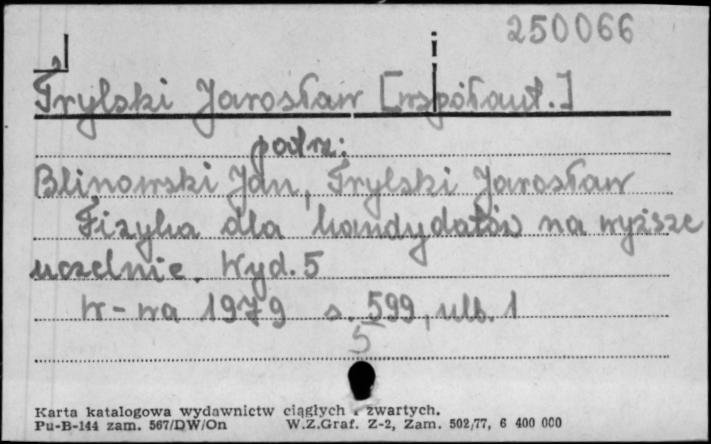 250066
Trylski Jarosław [współaut.]
patrz:
Blinowski Jan, Trylski Jarosław
Fizyka dla kandydatów na wyższe
uczelnie. Wyd. 5
W-wa 1979 s. 599, ulb. 1
5
Karta katalogowa wydawnictw ciągłych i zwartych.
Pu-B-144 zam. 567/DW/On W.Z.Graf. Z-2, Zam. 502/77, 6 400 000